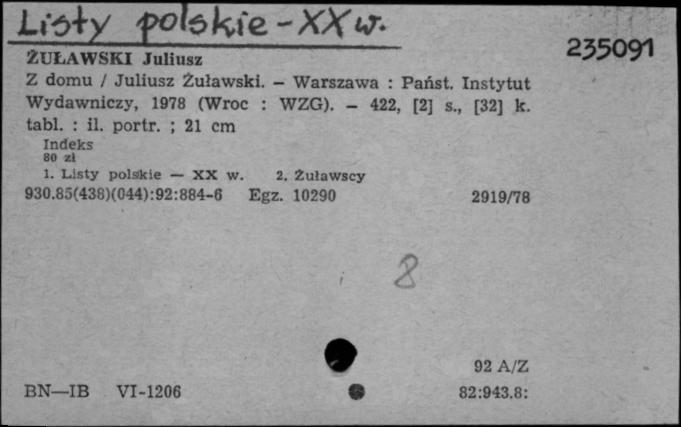 Listy polskie - XX w.
235091
ŻUŁAWSKI Juliusz
Z domu / Juliusz Żuławski. — Warszawa : Państ. Instytut
Wydawniczy, 1978 (Wroc : WZG). — 422, [2] s., [32] k.
tabl. : il. portr. ; 21 cm
Indeks
80 zł
1. Listy polskie — XX w. 2. Żuławscy
930.85(438)(044):92:884-6 Egz. 10290 2919/78
8
92 A/Z
BN—IB VI-1206 82:943.8: